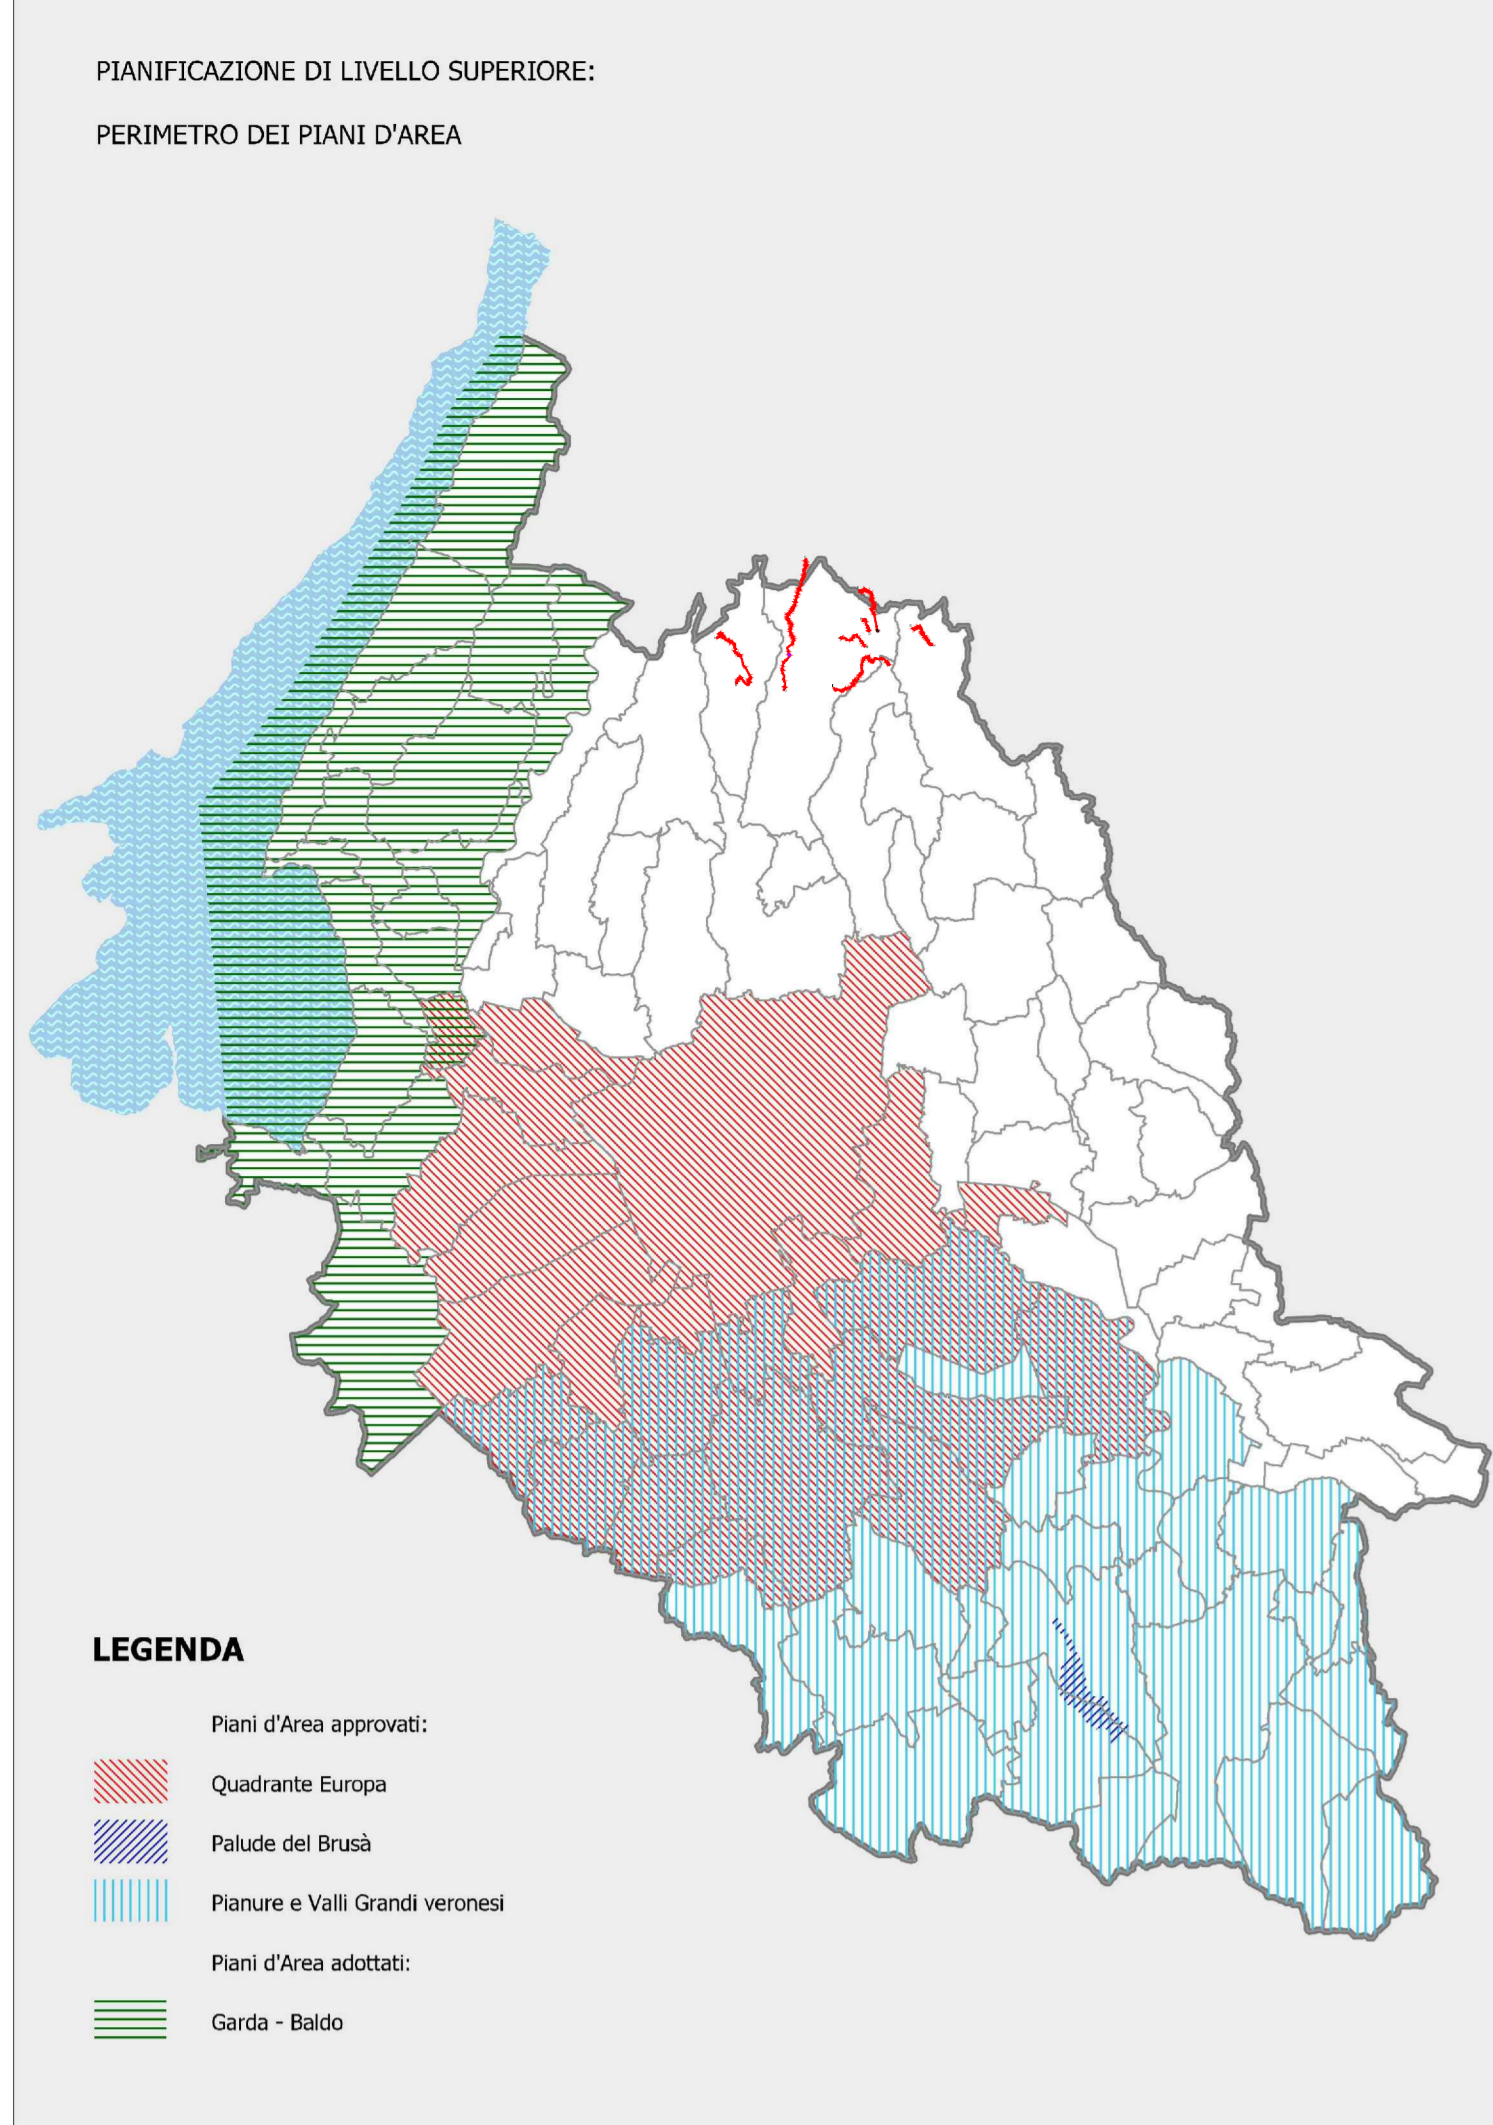 PIANIFICAZIONE DI LIVELLO SUPERIORE:
PERIMETRO DEI PIANI D'AREA
LEGENDA
Piani d'Area approvati:
Quadrante Europa
Palude del Brusà
Pianure e Valli Grandi veronesi
Piani d'Area adottati:
Garda - Baldo